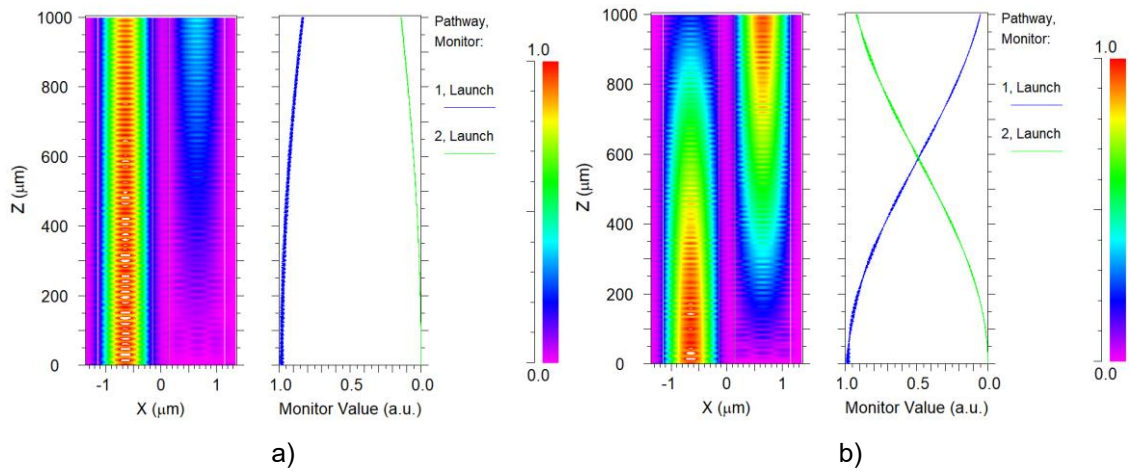 1000
800
600
400
200
0
Z (μm)
-1
0
1
X (μm)
1.0
0.5
0.0
Monitor Value (a.u.)
Pathway,
Monitor:
1, Launch
2, Launch
1.0
0.0
a)
1000
800
600
400
200
0
Z (μm)
-1
0
1
X (μm)
1.0
0.5
0.0
Monitor Value (a.u.)
Pathway,
Monitor:
1, Launch
2, Launch
1.0
0.0
b)